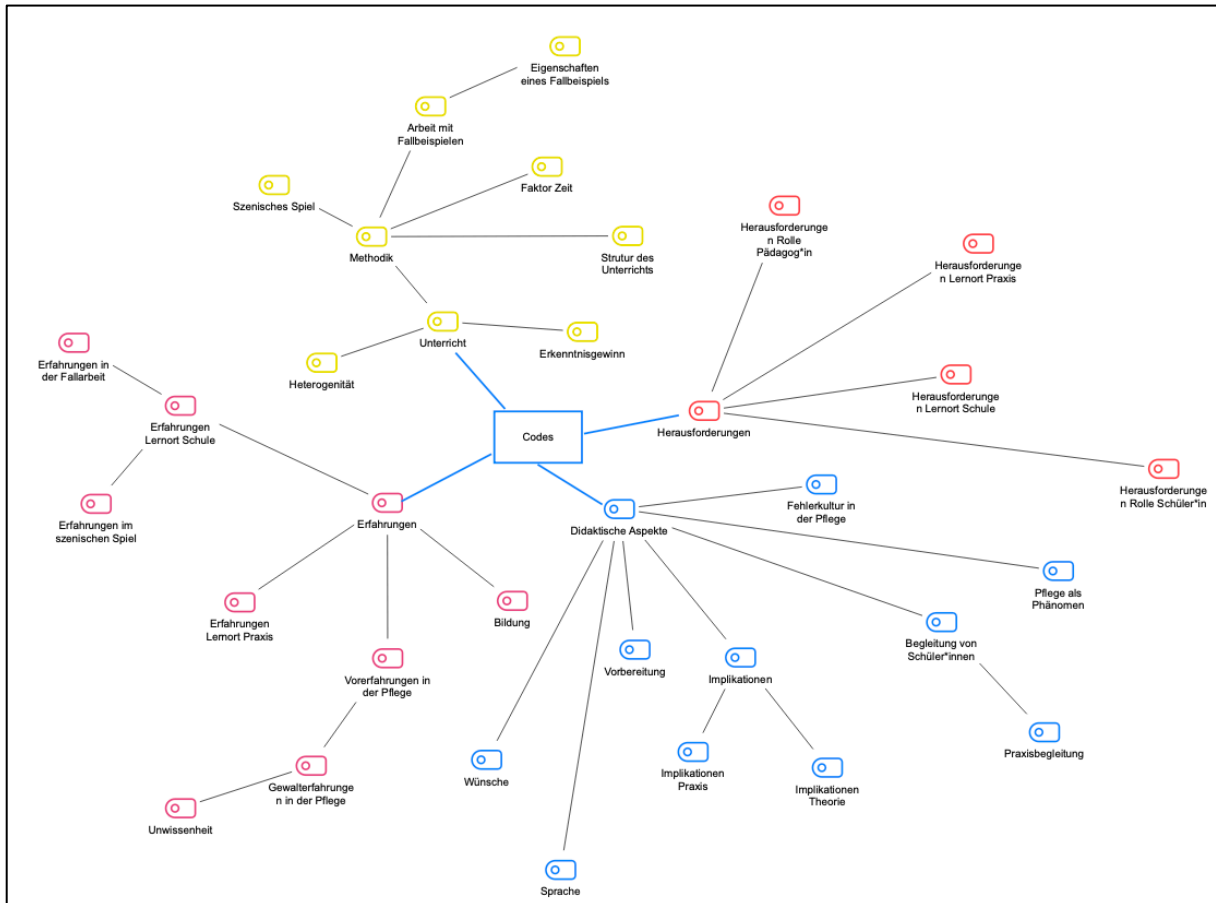 Eigenschaften
eines Fallbeispiels
Arbeit mit
Fallbeispielen
Faktor Zeit
Szenisches Spiel
Methodik
Strutur des
Unterrichts
Unterricht
Erkenntnisgewinn
Heterogenität
Herausforderunge
n Rolle
Pädagog*in
Herausforderunge
n Lernort Praxis
Herausforderunge
n Lernort Schule
Herausforderungen
Herausforderunge
n Rolle Schüler*in
Codes
Erfahrungen in
der Fallarbeit
Erfahrungen
Lernort Schule
Erfahrungen im
szenischen Spiel
Erfahrungen
Erfahrungen
Lernort Praxis
Bildung
Vorerfahrungen in
der Pflege
Gewalterfahrunge
n in der Pflege
Unwissenheit
Didaktische Aspekte
Fehlerkultur in
der Pflege
Pflege als
Phänomen
Begleitung von
Schüler*innen
Praxisbegleitung
Vorbereitung
Implikationen
Implikationen
Praxis
Implikationen
Theorie
Wünsche
Sprache